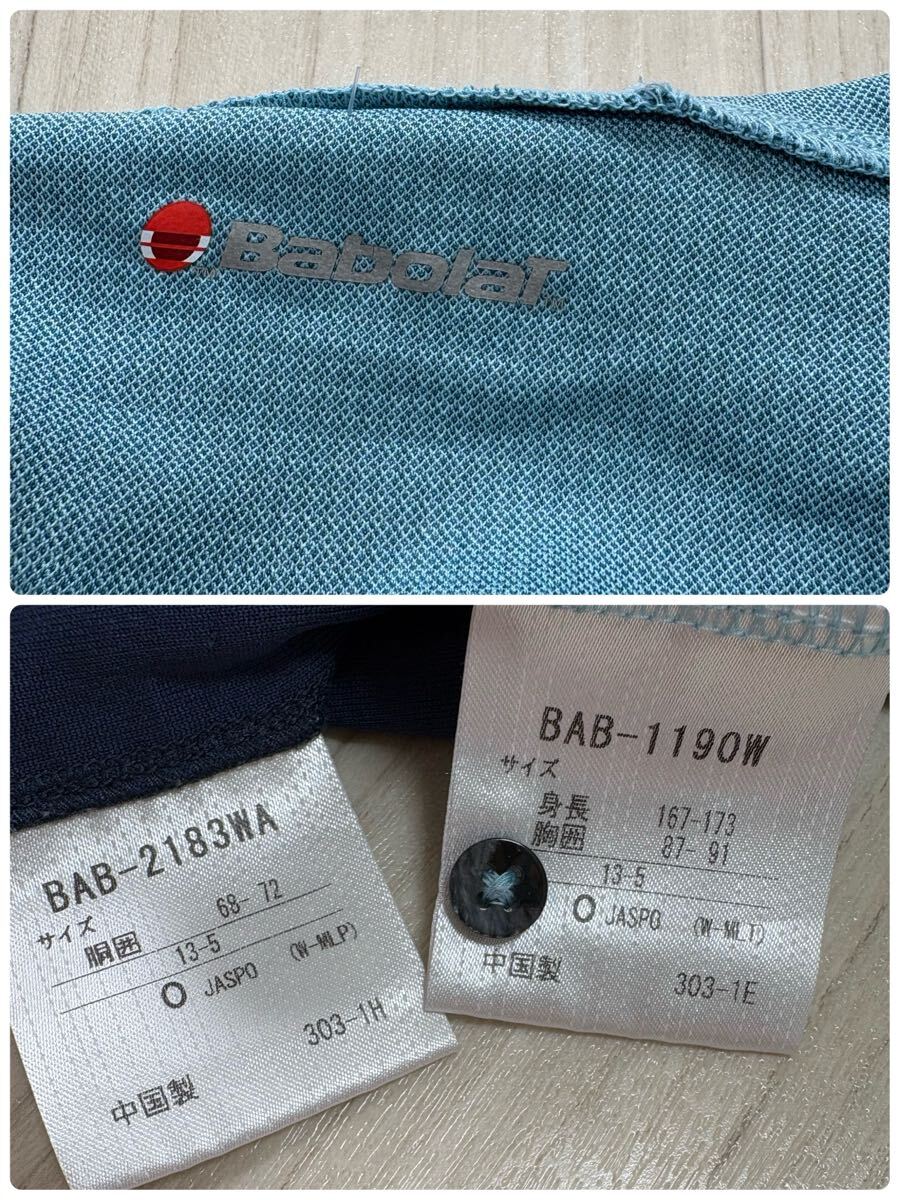 Babolat
BAB-2183WA
サイズ
胴囲 68- 72
13-5
O JASPO (W-MLP)
303-1H
中国製
BAB-1190W
サイズ
身長 167-173
胸囲 87- 91
13-5
O JASPO (W-MLT)
中国製 303-1E